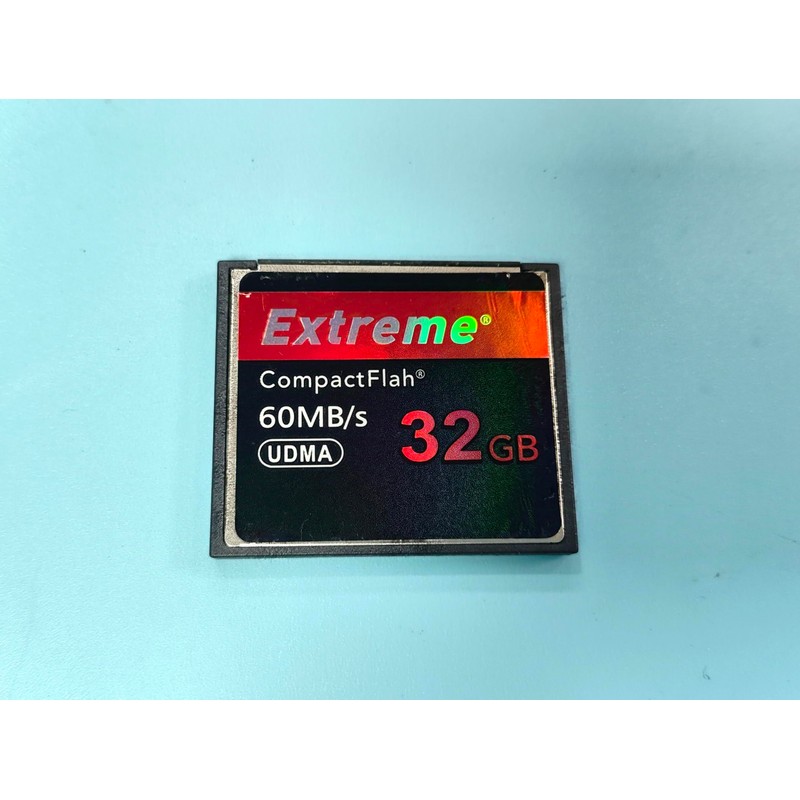 Extreme®
CompactFlah®
60MB/s
32GB
UDMA